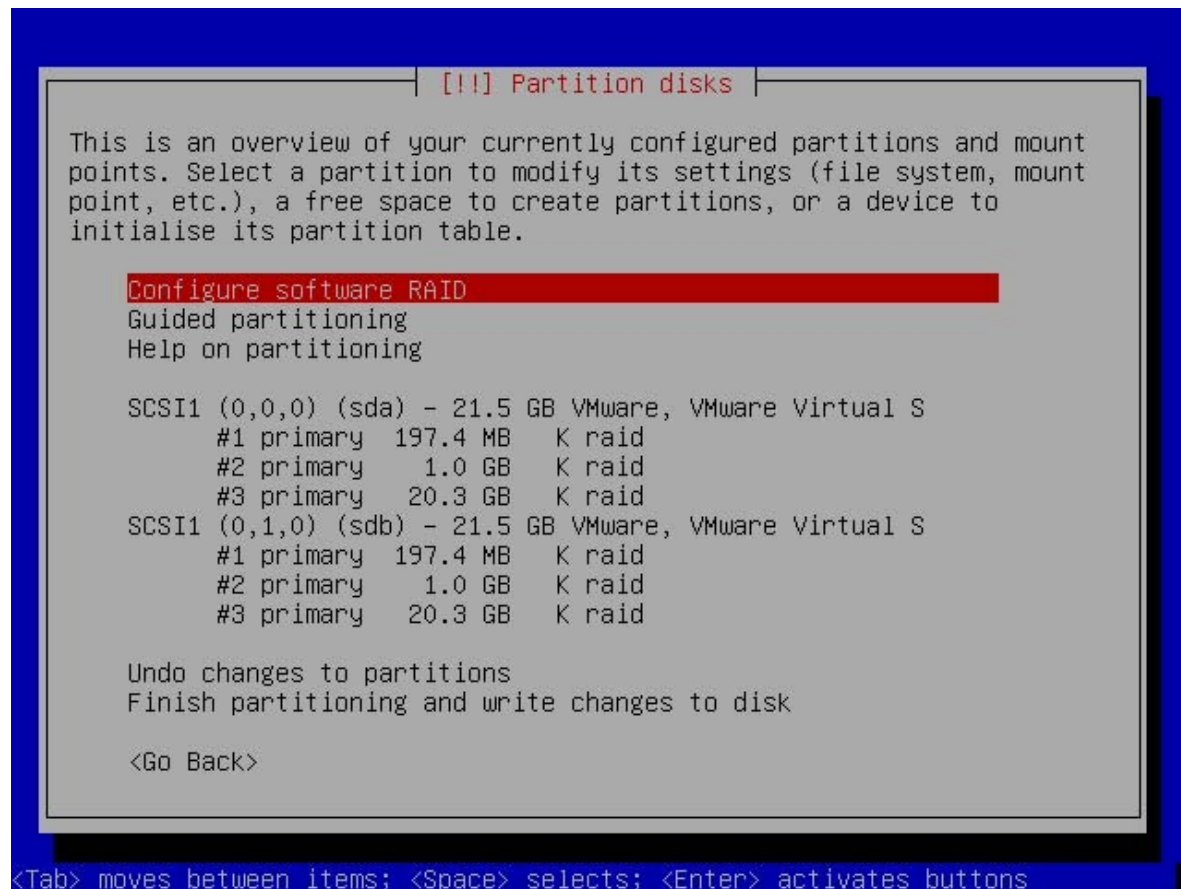 [!!] Partition disks
This is an overview of your currently configured partitions and mount
points. Select a partition to modify its settings (file system, mount
point, etc.), a free space to create partitions, or a device to
initialise its partition table.
Configure software RAID
Guided partitioning
Help on partitioning
SCSI1 (0,0,0) (sda) - 21.5 GB VMware, VMware Virtual S
#1 primary 197.4 MB K raid
#2 primary 1.0 GB K raid
#3 primary 20.3 GB K raid
SCSI1 (0,1,0) (sdb) - 21.5 GB VMware, VMware Virtual S
#1 primary 197.4 MB K raid
#2 primary 1.0 GB K raid
#3 primary 20.3 GB K raid
Undo changes to partitions
Finish partitioning and write changes to disk
<Go Back>
<Tab> moves between items; <Space> selects; <Enter> activates buttons